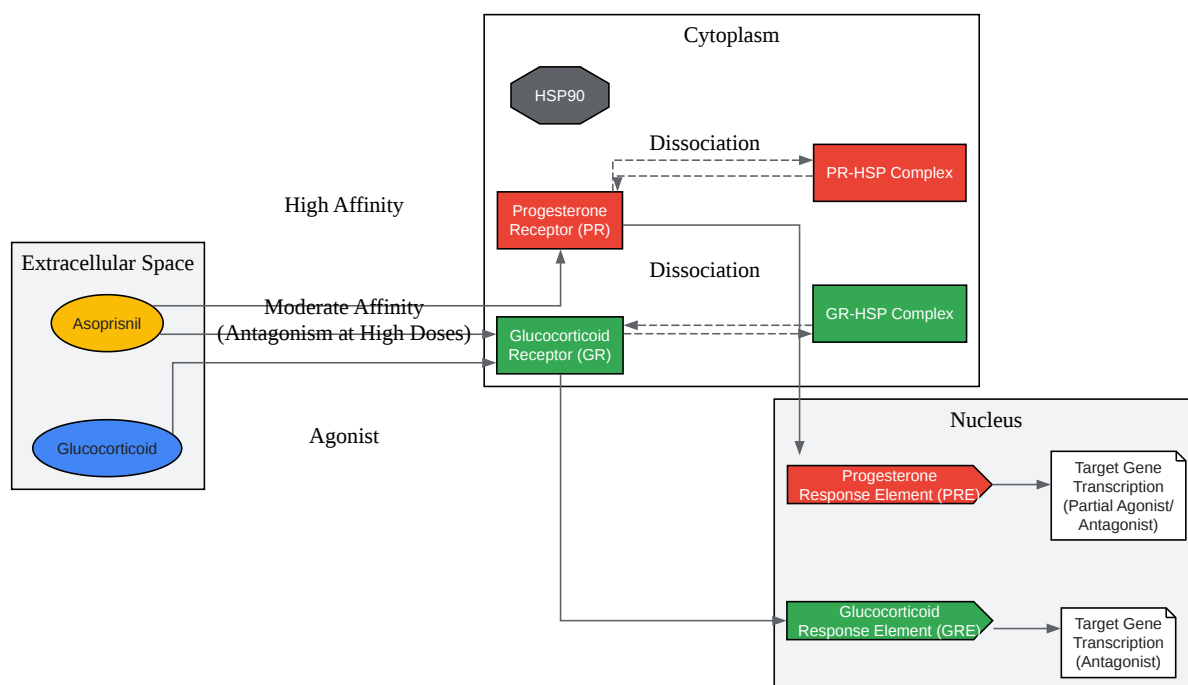 Cytoplasm
HSP90
Dissociation
PR-HSP Complex
High Affinity
Progesterone
Receptor (PR)
Extracellular Space
Dissociation
Asoprisnil
Moderate Affinity
(Antagonism at High Doses)
Glucocorticoid
Receptor (GR)
GR-HSP Complex
Glucocorticoid
Agonist
Nucleus
Progesterone
Response Element (PRE)
Target Gene
Transcription
(Partial Agonist/
Antagonist)
Glucocorticoid
Response Element (GRE)
Target Gene
Transcription
(Antagonist)